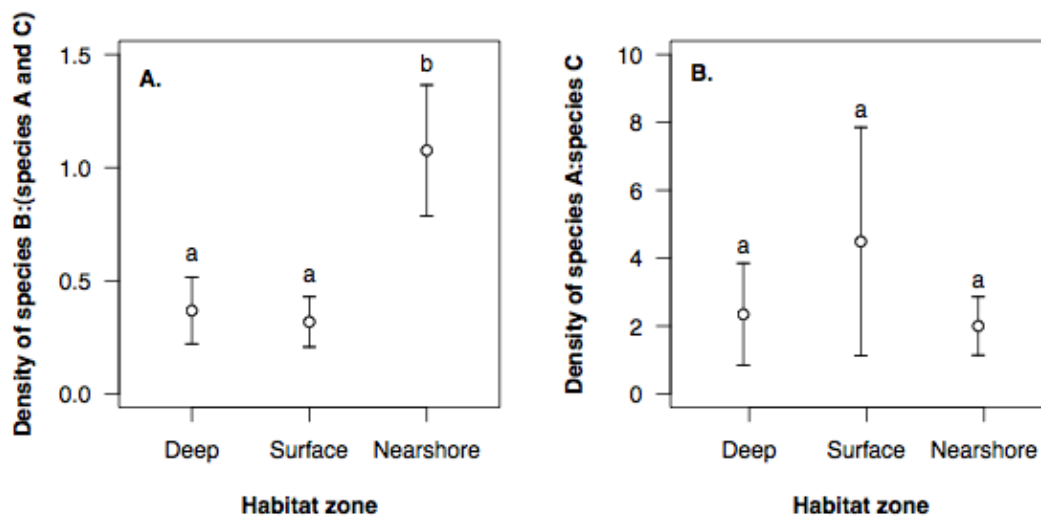 Density of species B:(species A and C)
1.5
1.0
0.5
0.0
A.
a
a
b
Deep Surface Nearshore
Habitat zone
Density of species A:species C
10
8
6
4
2
0
B.
a
a
a
Deep Surface Nearshore
Habitat zone